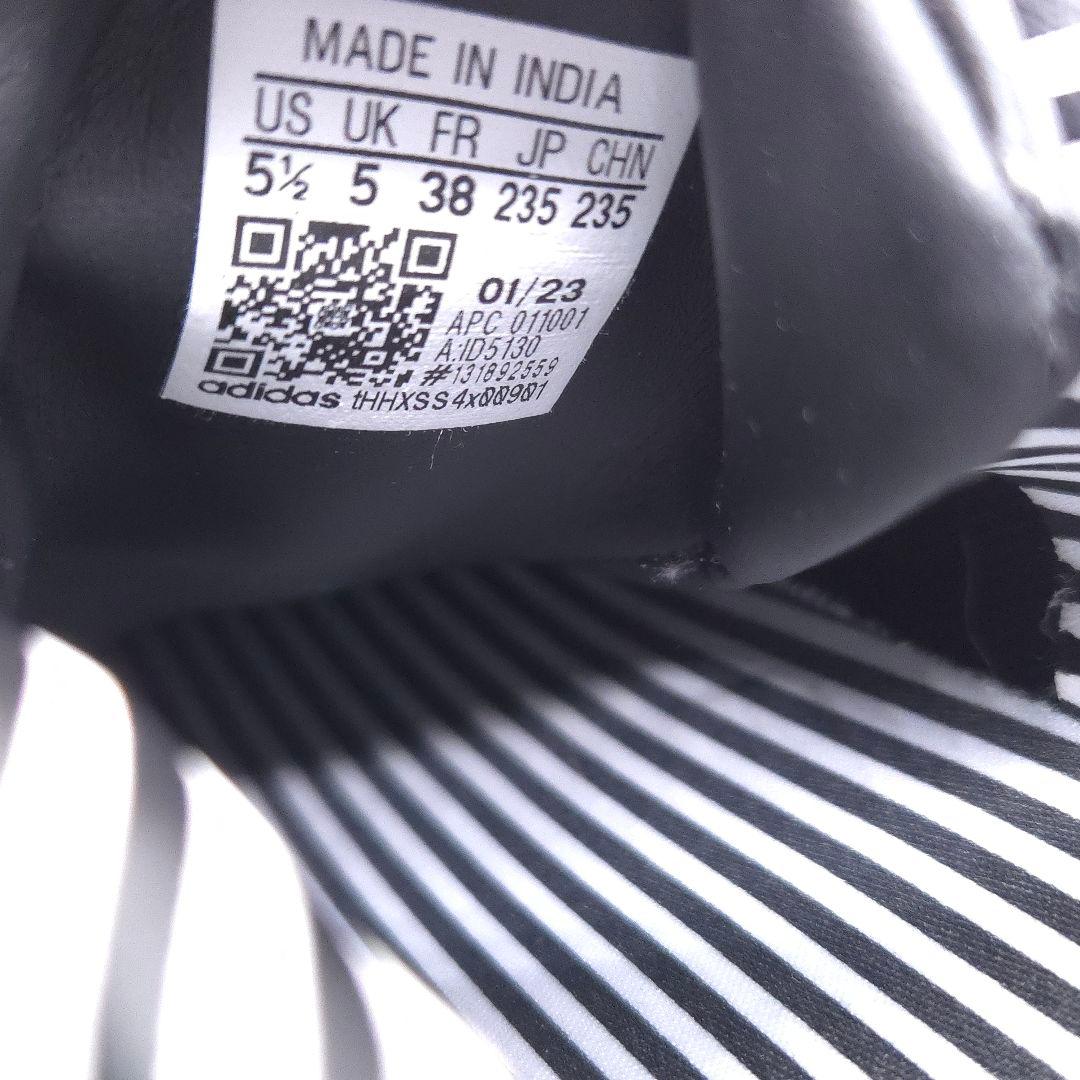 MADE IN INDIA
US UK FR JP CHN
5½ 5 38 235 235
01/23
APC 011001
A.ID5130
#131892559
adidas tHHXSS4x00901